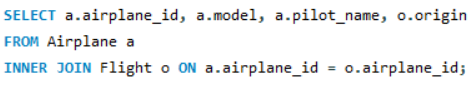 SELECT a.airplane_id, a.model, a.pilot_name, o.origin
FROM Airplane a
INNER JOIN Flight o ON a.airplane_id = o.airplane_id;